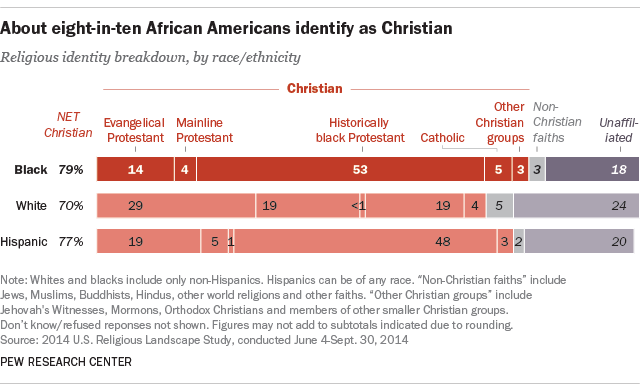 About eight-in-ten African Americans identify as Christian
Religious identity breakdown, by race/ethnicity
Christian
NET
Christian
Evangelical
Protestant
Mainline
Protestant
Historically
black Protestant
Catholic
Other
Christian
groups
Non-
Christian
faiths
Unaffil-
iated
Black 79% 14 4 53 5 3 3 18
White 70% 29 19 <1 19 4 5 24
Hispanic 77% 19 5 1 48 3 2 20
Note: Whites and blacks include only non-Hispanics. Hispanics can be of any race. “Non-Christian faiths” include
Jews, Muslims, Buddhists, Hindus, other world religions and other faiths. “Other Christian groups” include
Jehovah's Witnesses, Mormons, Orthodox Christians and members of other smaller Christian groups.
Don’t know/refused reponses not shown. Figures may not add to subtotals indicated due to rounding.
Source: 2014 U.S. Religious Landscape Study, conducted June 4-Sept. 30, 2014
PEW RESEARCH CENTER